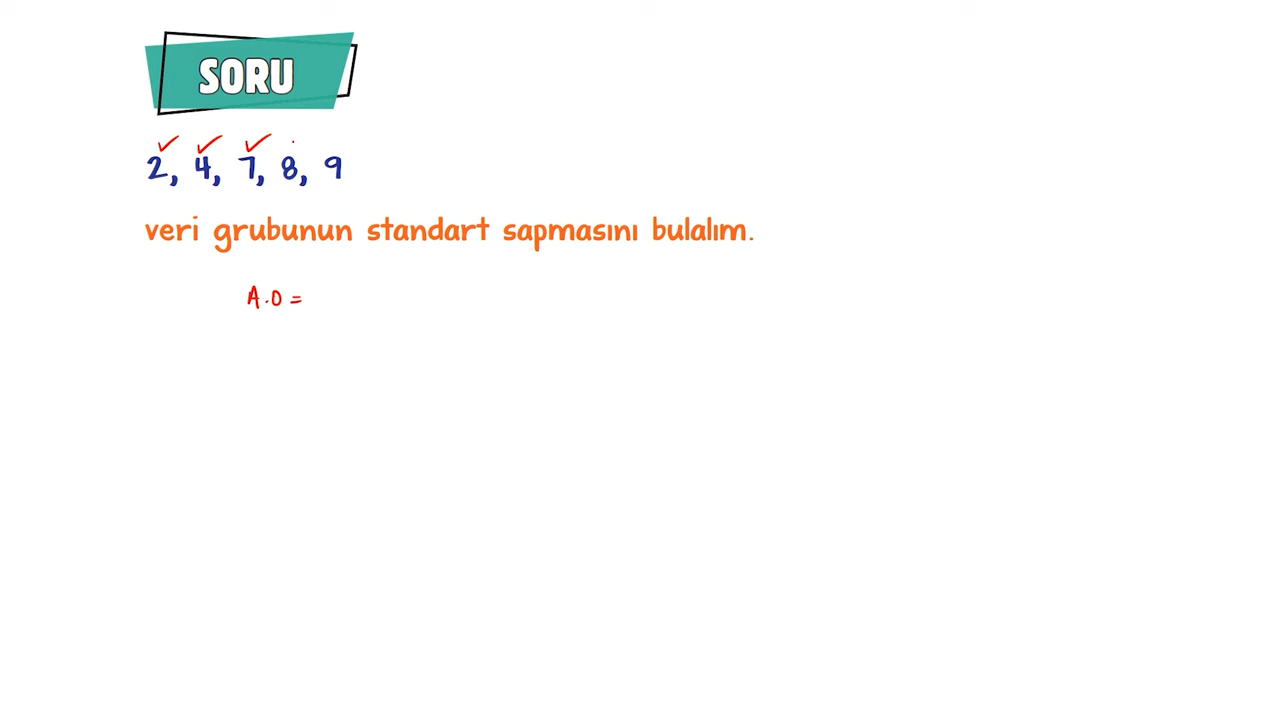 SORU
2, 4, 7, 8, 9
veri grubunun standart sapmasını bulalım.
A.O =